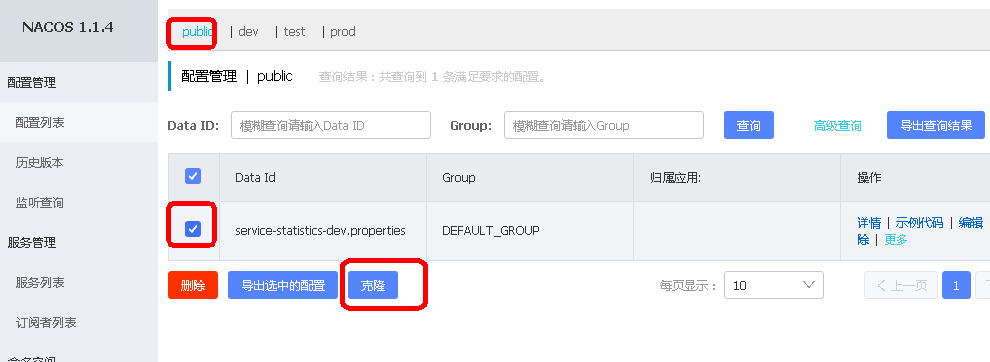 NACOS 1.1.4
public | dev | test | prod
配置管理
配置列表
历史版本
监听查询
服务管理
服务列表
订阅者列表
命名空间
配置管理 | public 查询结果：共查询到 1 条满足要求的配置。
Data ID: 模糊查询请输入Data ID Group: 模糊查询请输入Group 查询 高级查询 导出查询结果
Data Id Group 归属应用: 操作
service-statistics-dev.properties DEFAULT_GROUP 详情 | 示例代码 | 编辑
除 | 更多
删除 导出选中的配置 克隆 每页显示： 10 < 上一页 1